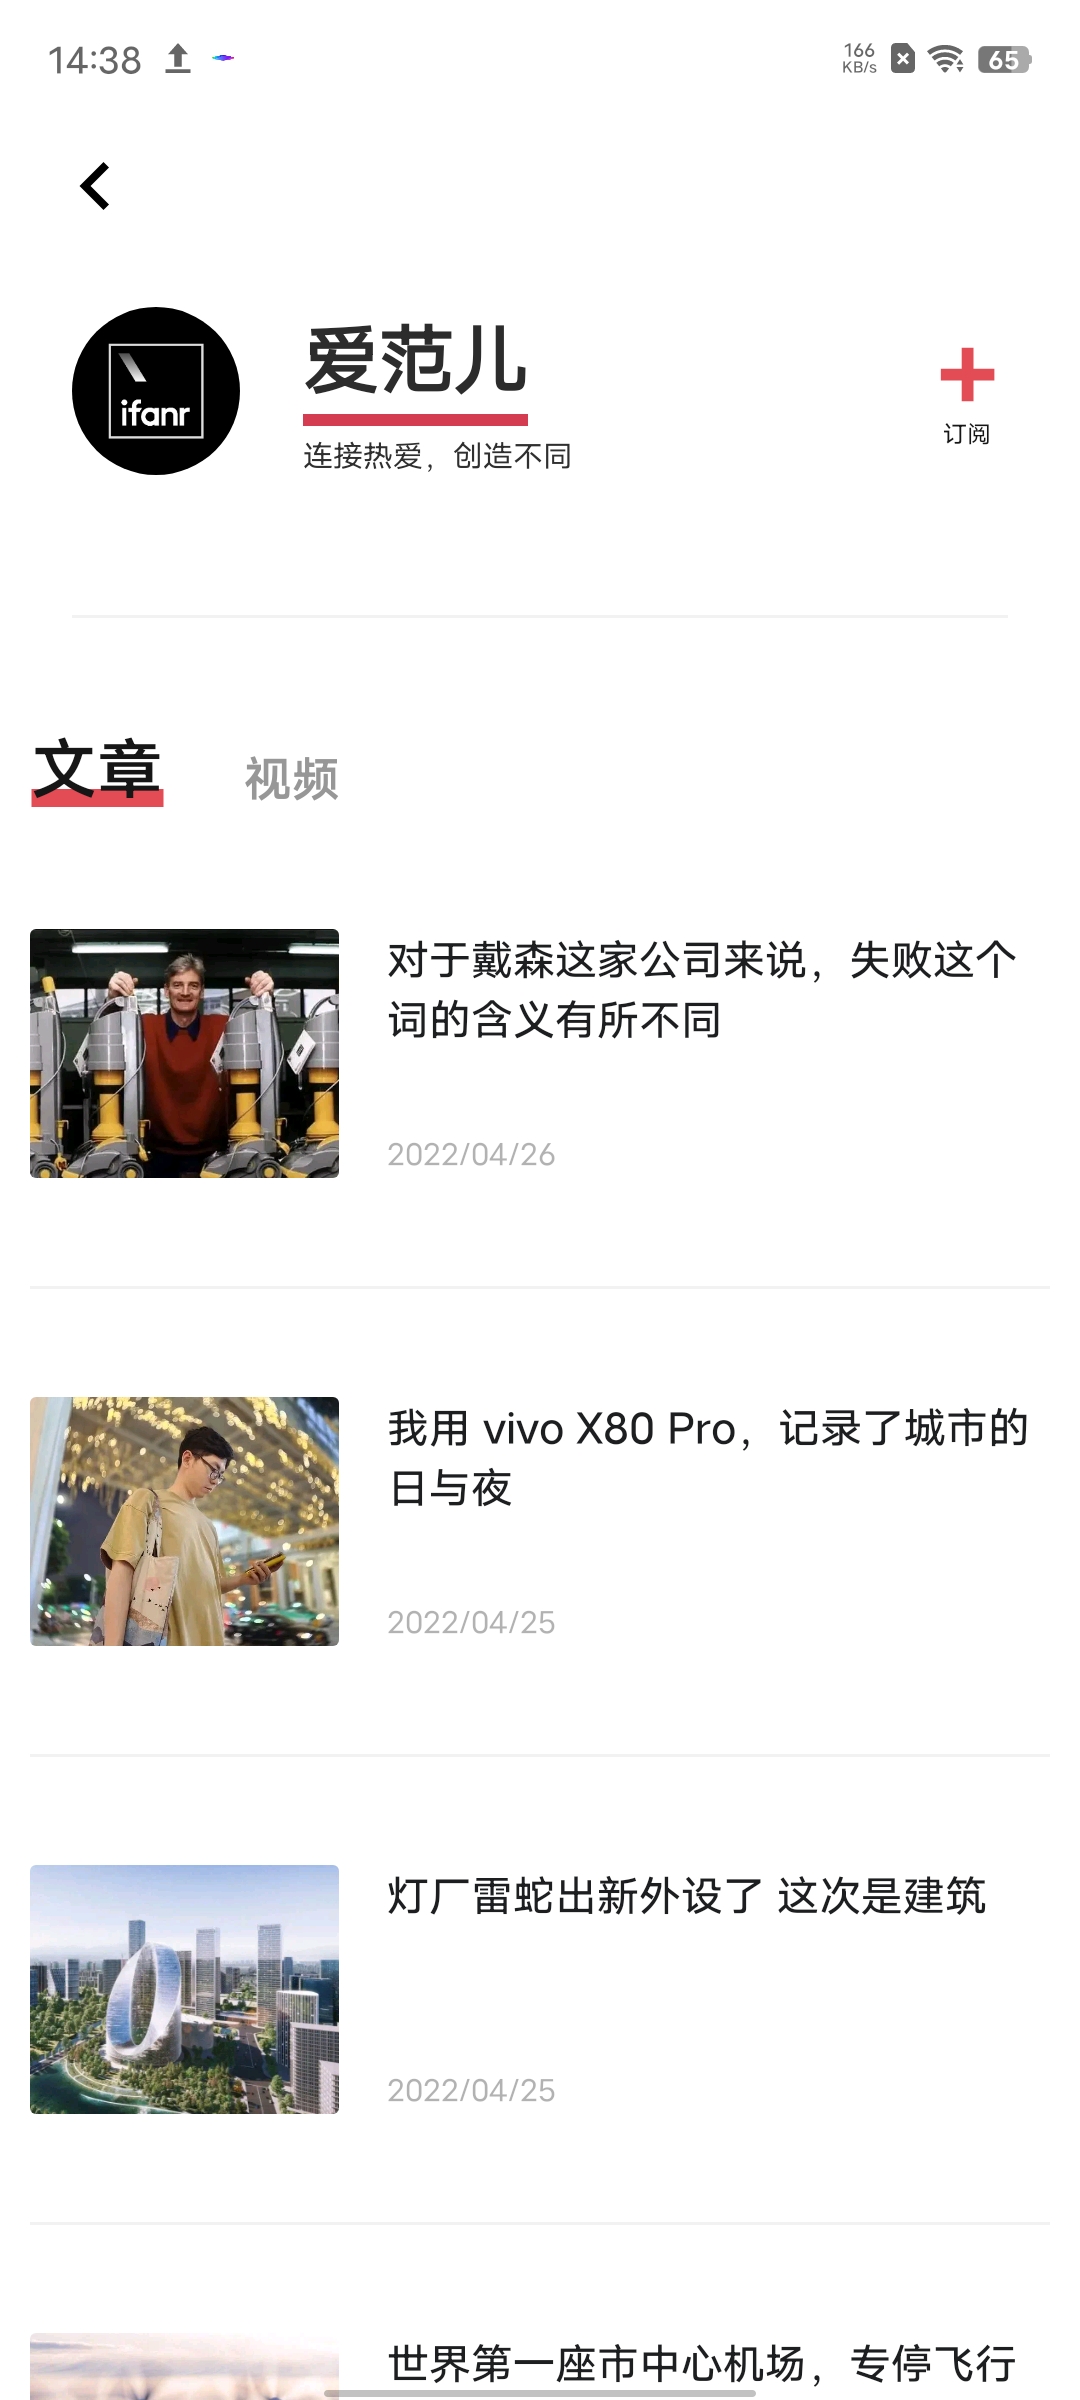 14:38
166
KB/s
65
ifanr
爱范儿
连接热爱，创造不同
订阅
文章
视频
对于戴森这家公司来说，失败这个
词的含义有所不同
2022/04/26
我用 vivo X80 Pro，记录了城市的
日与夜
2022/04/25
灯厂雷蛇出新外设了 这次是建筑
2022/04/25
世界第一座市中心机场，专停飞行